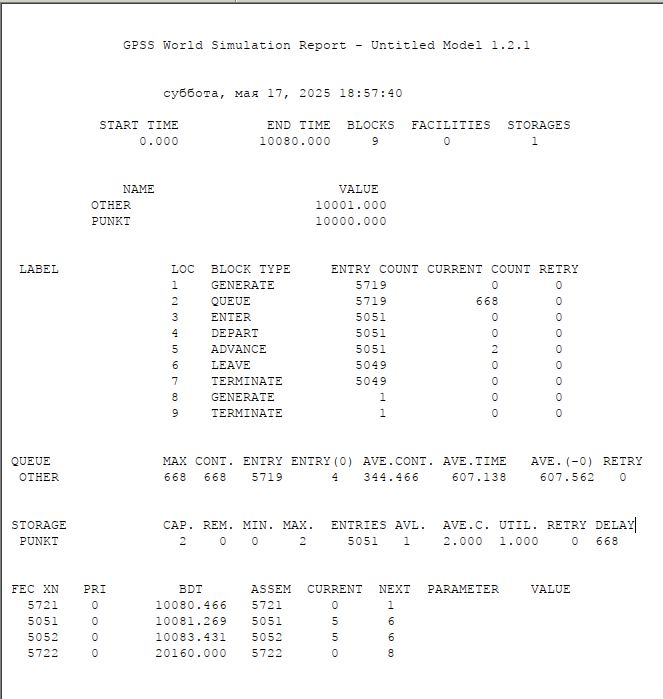 GPSS World Simulation Report - Untitled Model 1.2.1
суббота, мая 17, 2025 18:57:40
START TIME END TIME BLOCKS FACILITIES STORAGES
0.000 10080.000 9 0 1
NAME VALUE
OTHER 10001.000
PUNKT 10000.000
LABEL LOC BLOCK TYPE ENTRY COUNT CURRENT COUNT RETRY
1 GENERATE 5719 0 0
2 QUEUE 5719 668 0
3 ENTER 5051 0 0
4 DEPART 5051 0 0
5 ADVANCE 5051 2 0
6 LEAVE 5049 0 0
7 TERMINATE 5049 0 0
8 GENERATE 1 0 0
9 TERMINATE 1 0 0
QUEUE MAX CONT. ENTRY ENTRY(0) AVE.CONT. AVE.TIME AVE.(-0) RETRY
OTHER 668 668 5719 4 344.466 607.138 607.562 0
STORAGE CAP. REM. MIN. MAX. ENTRIES AVL. AVE.C. UTIL. RETRY DELAY
PUNKT 2 0 0 2 5051 1 2.000 1.000 0 668
FEC XN PRI BDT ASSEM CURRENT NEXT PARAMETER VALUE
5721 0 10080.466 5721 0 1
5051 0 10081.269 5051 5 6
5052 0 10083.431 5052 5 6
5722 0 20160.000 5722 0 8